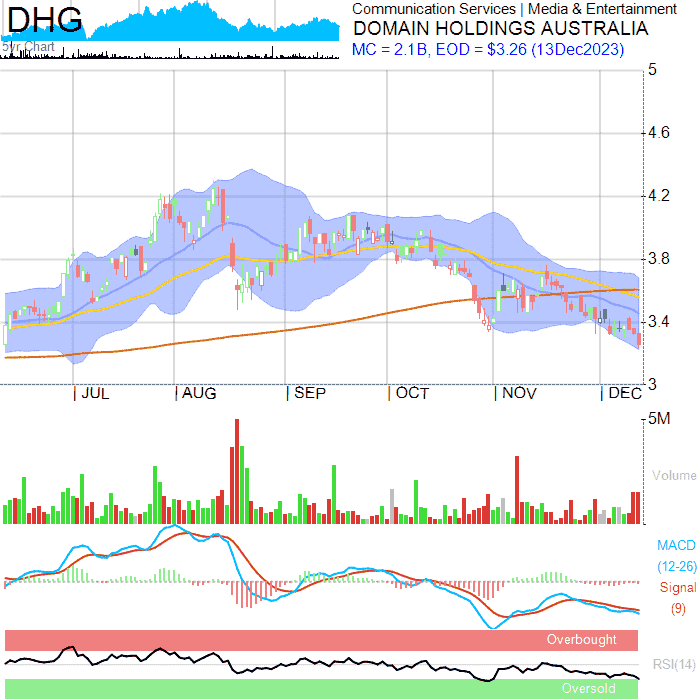 DHG
5yr Chart
Communication Services | Media & Entertainment
DOMAIN HOLDINGS AUSTRALIA
MC = 2.1B, EOD = $3.26 (13Dec2023)
5
4.6
4.2
3.8
3.4
3
| JUL | AUG | SEP | OCT | NOV | DEC
5M
Volume
MACD
(12-26)
Signal
(9)
Overbought
RSI(14)
Oversold